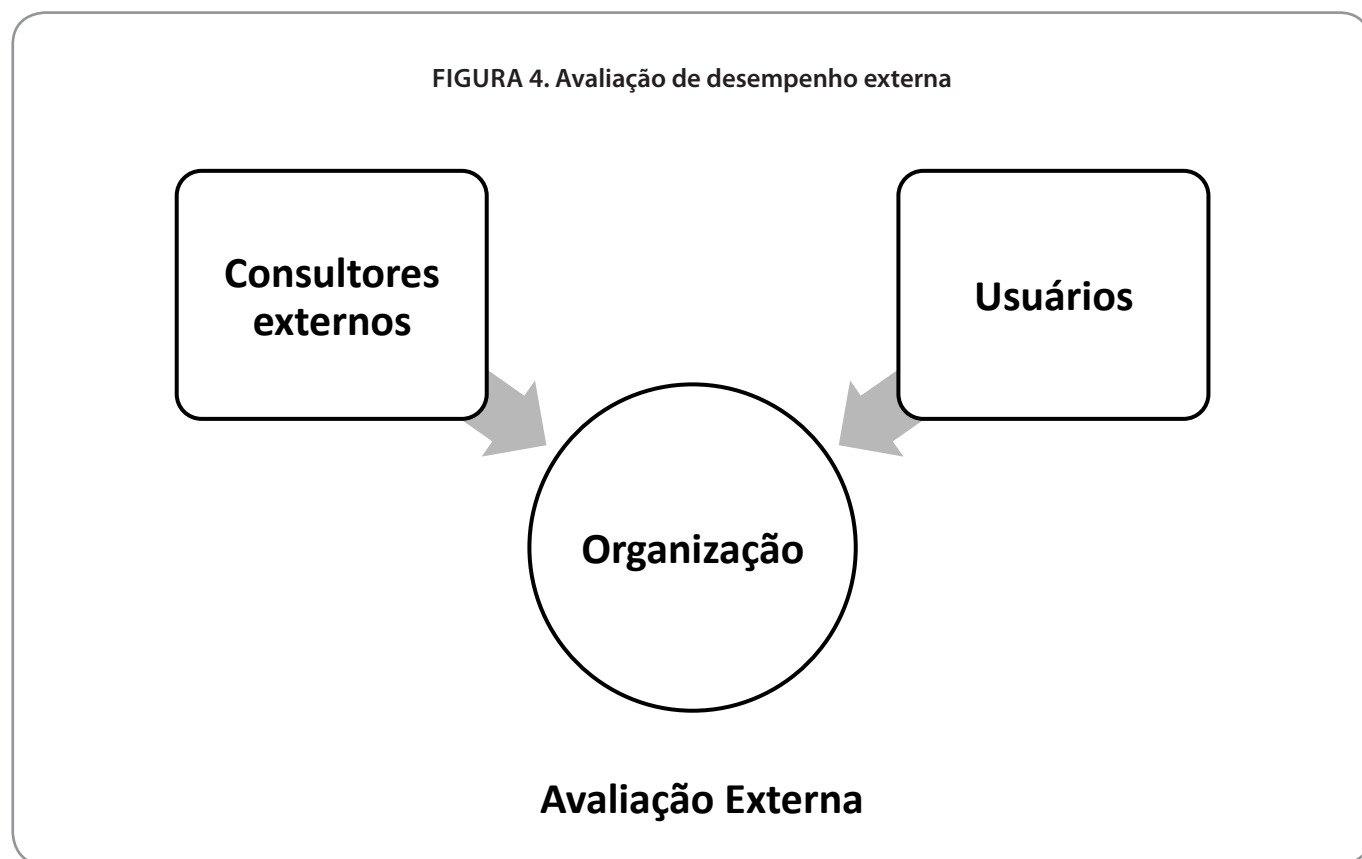 FIGURA 4. Avaliação de desempenho externa
Consultores
externos
Usuários
Organização
Avaliação Externa